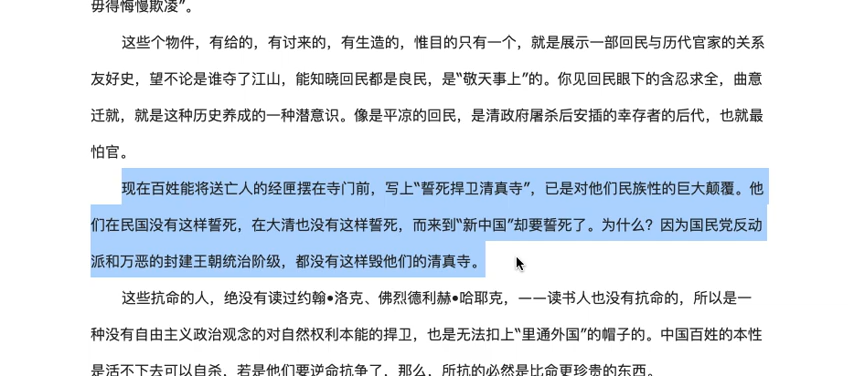 毋得悔慢欺凌”。
这些个物件，有给的，有讨来的，有生造的，惟目的只有一个，就是展示一部回民与历代官家的关系
友好史，望不论是谁夺了江山，能知晓回民都是良民，是“敬天事上”的。你见回民眼下的含忍求全，曲意
迁就，就是这种历史养成的一种潜意识。像是平凉的回民，是清政府屠杀后安插的幸存者的后代，也就最
怕官。
现在百姓能将送亡人的经匣摆在寺门前，写上“誓死捍卫清真寺”，已是对他们民族性的巨大颠覆。他
们在民国没有这样誓死，在大清也没有这样誓死，而来到“新中国”却要誓死了。为什么？因为国民党反动
派和万恶的封建王朝统治阶级，都没有这样毁他们的清真寺。
这些抗命的人，绝没有读过约翰•洛克、佛烈德利赫•哈耶克，——读书人也没有抗命的，所以是一
种没有自由主义政治观念的对自然权利本能的捍卫，也是无法扣上“里通外国”的帽子的。中国百姓的本性
是活不下去可以自杀，若是他们要逆命抗争了，那么，所抗的必然是比命更珍贵的东西。